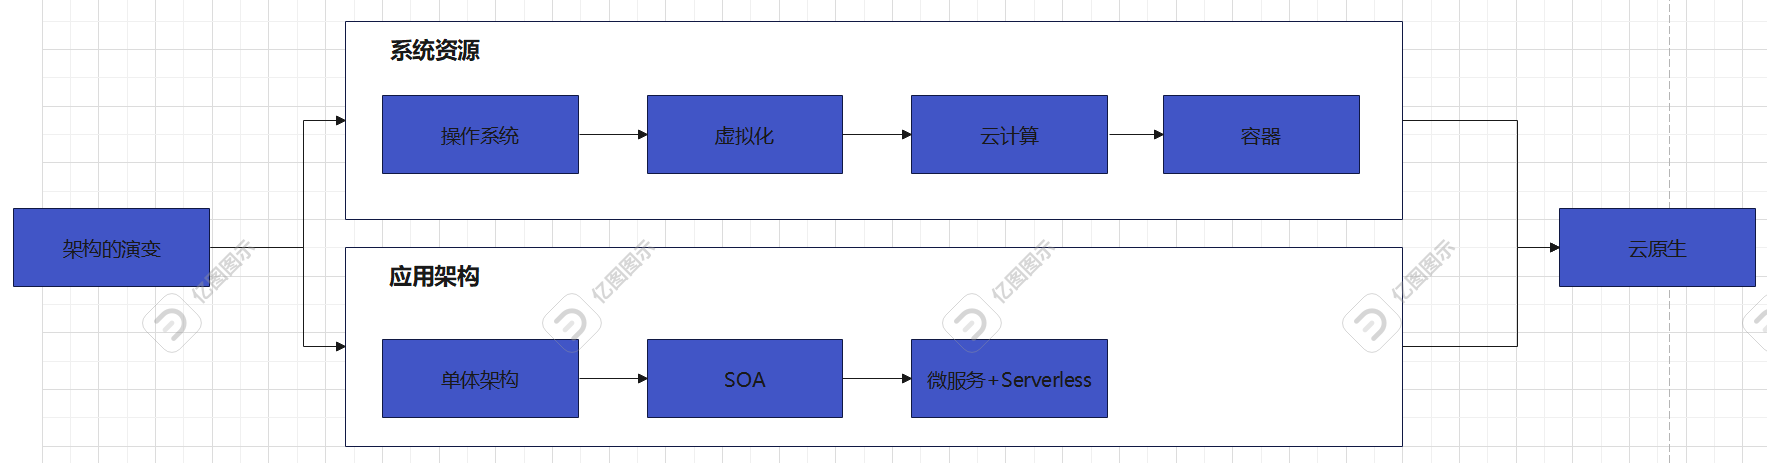 系统资源
操作系统
虚拟化
云计算
容器
架构的演变
云原生
应用架构
单体架构
SOA
微服务+Serverless
亿图图示
亿图图示
亿图图示
亿图图示